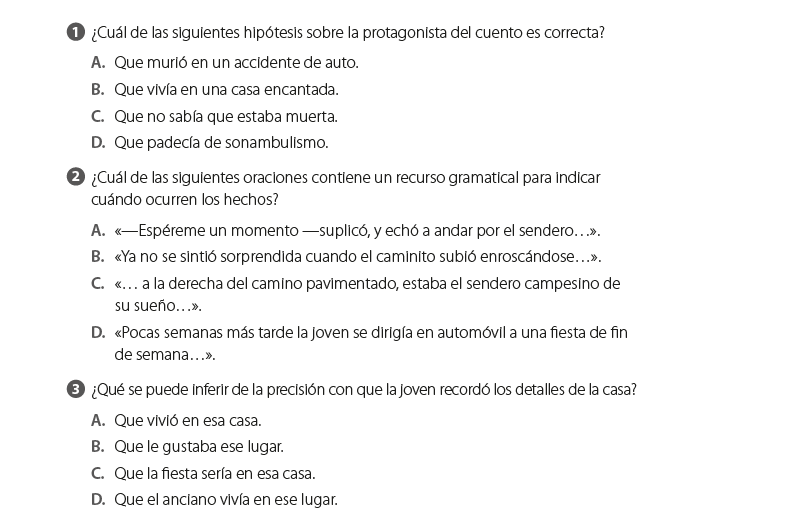 1 ¿Cuál de las siguientes hipótesis sobre la protagonista del cuento es correcta?
A. Que murió en un accidente de auto.
B. Que vivía en una casa encantada.
C. Que no sabía que estaba muerta.
D. Que padecía de sonambulismo.
2 ¿Cuál de las siguientes oraciones contiene un recurso gramatical para indicar
cuándo ocurren los hechos?
A. «—Espéreme un momento —suplicó, y echó a andar por el sendero…».
B. «Ya no se sintió sorprendida cuando el caminito subió enroscándose…».
C. «… a la derecha del camino pavimentado, estaba el sendero campesino de
su sueño…».
D. «Pocas semanas más tarde la joven se dirigía en automóvil a una fiesta de fin
de semana…».
3 ¿Qué se puede inferir de la precisión con que la joven recordó los detalles de la casa?
A. Que vivió en esa casa.
B. Que le gustaba ese lugar.
C. Que la fiesta sería en esa casa.
D. Que el anciano vivía en ese lugar.